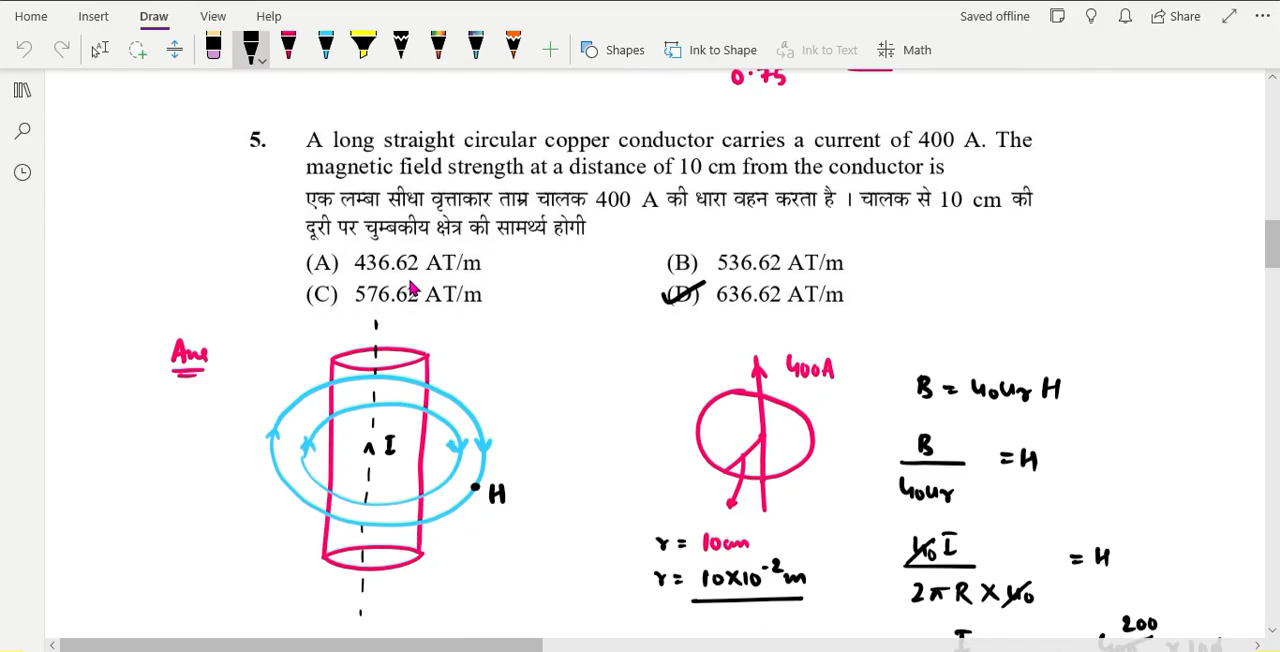 Home Insert Draw View Help Saved offline Share
Shapes Ink to Shape Ink to Text Math
0.75
5. A long straight circular copper conductor carries a current of 400 A. The
magnetic field strength at a distance of 10 cm from the conductor is
एक लम्बा सीधा वृत्ताकार ताम्र चालक 400 A की धारा वहन करता है । चालक से 10 cm की
दूरी पर चुम्बकीय क्षेत्र की सामर्थ्य होगी
(A) 436.62 AT/m (B) 536.62 AT/m
(C) 576.62 AT/m (D) 636.62 AT/m
Ans
I
H
400A
r = 10cm
r = 10×10⁻² m
B = μ₀μr H
B/μ₀μr = H
μ₀ I / 2πR × μ₀ = H
I
200